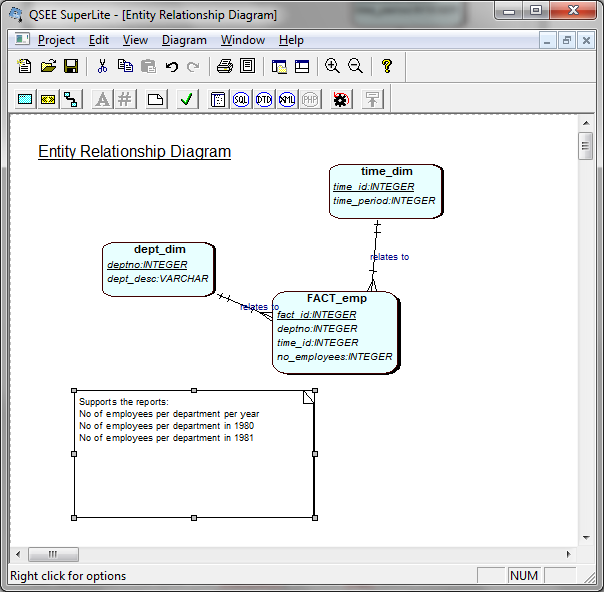 QSEE SuperLite - [Entity Relationship Diagram]
Project Edit View Diagram Window Help
A # SQL DTD XML PHP
Entity Relationship Diagram
time_dim
time_id:INTEGER
time_period:INTEGER
relates to
dept_dim
deptno:INTEGER
dept_desc:VARCHAR
relates to
FACT_emp
fact_id:INTEGER
deptno:INTEGER
time_id:INTEGER
no_employees:INTEGER
Supports the reports:
No of employees per department per year
No of employees per department in 1980
No of employees per department in 1981
Right click for options
NUM